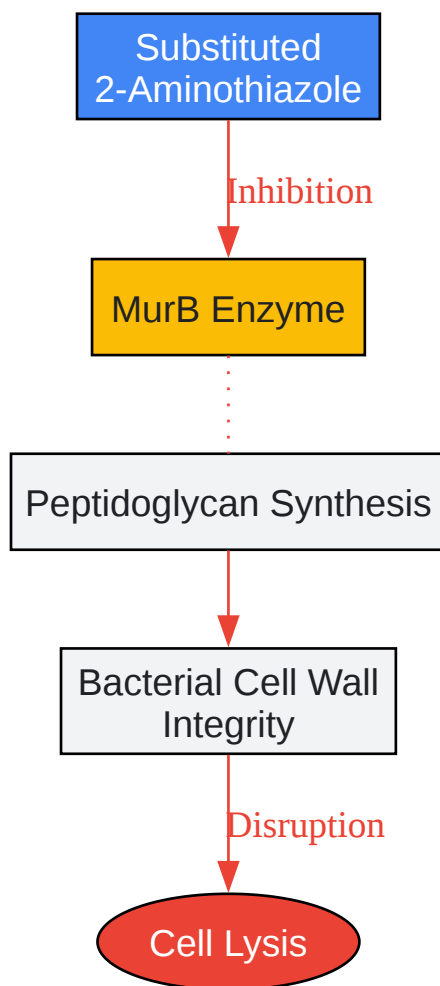 Substituted
2-Aminothiazole
Inhibition
MurB Enzyme
Peptidoglycan Synthesis
Bacterial Cell Wall
Integrity
Disruption
Cell Lysis